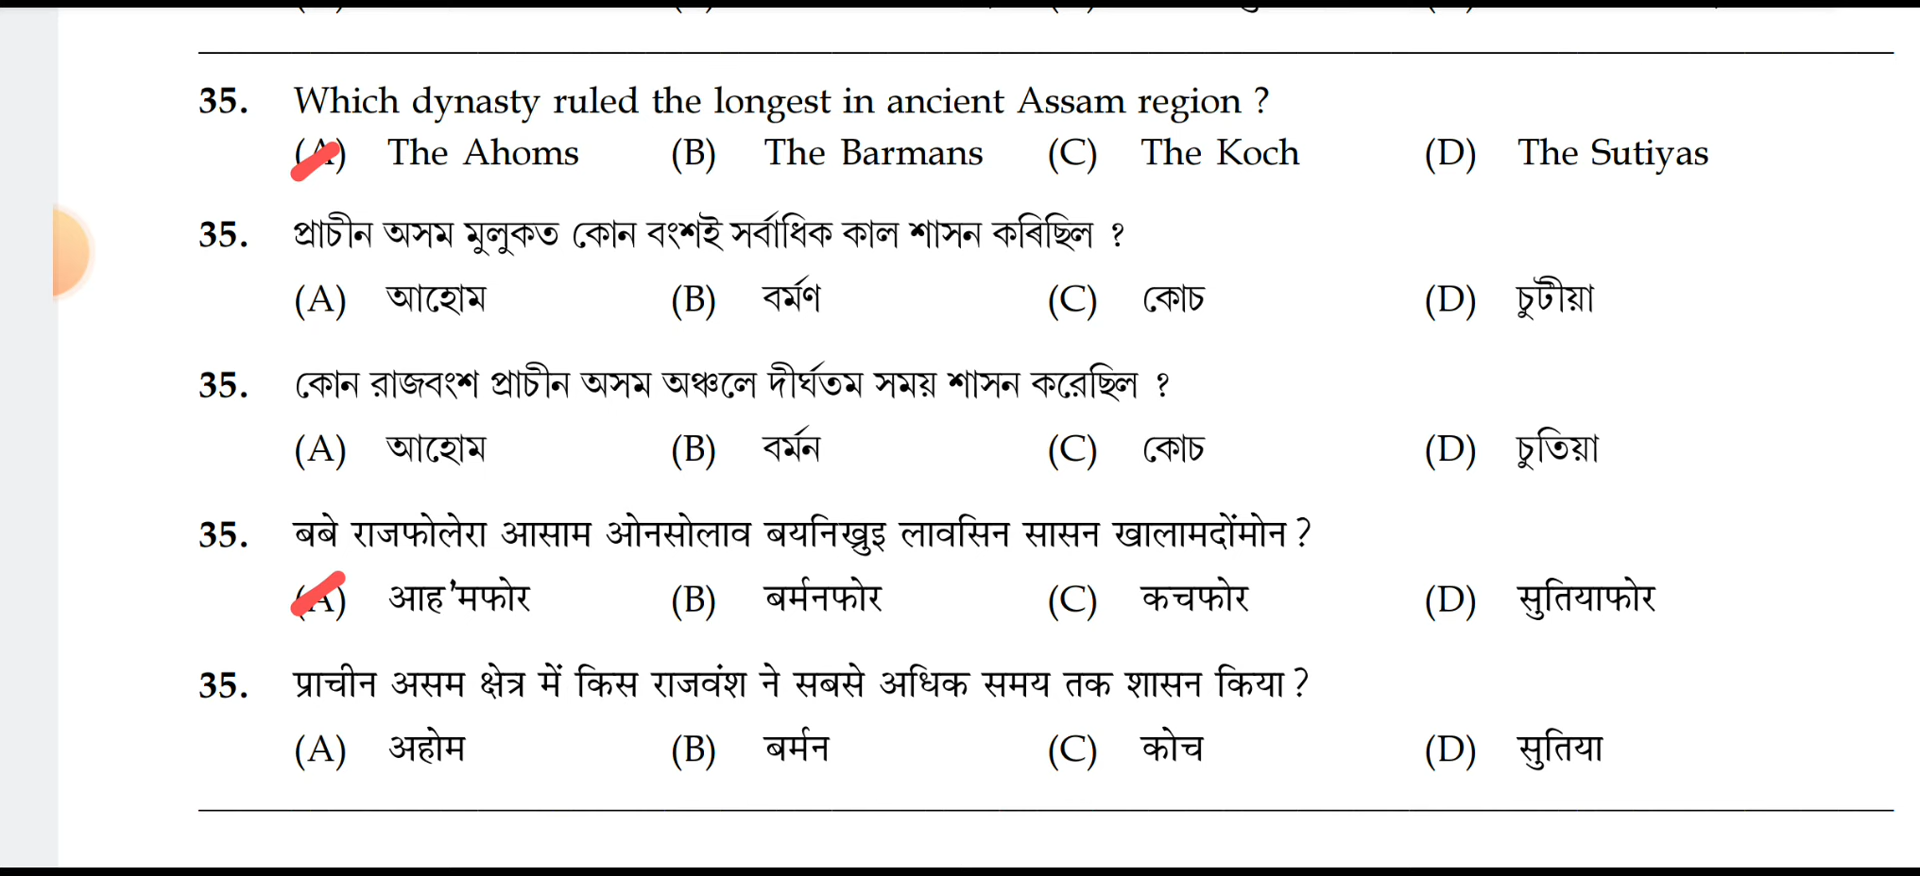 35. Which dynasty ruled the longest in ancient Assam region ?
(A) The Ahoms (B) The Barmans (C) The Koch (D) The Sutiyas
35. প্ৰাচীন অসম মুলুকত কোন বংশই সৰ্বাধিক কাল শাসন কৰিছিল ?
(A) আহোম (B) বৰ্মণ (C) কোচ (D) চুটীয়া
35. কোন রাজবংশ প্রাচীন অসম অঞ্চলে দীর্ঘতম সময় শাসন করেছিল ?
(A) আহোম (B) বর্মন (C) কোচ (D) চুতিয়া
35. बबे राजफोलेरा आसाम ओनसोलाव बयनिख्रुइ लावसिन सासन खालामदोंमोन ?
(A) आह'मफोर (B) बर्मनफोर (C) कचफोर (D) सुतियाफोर
35. प्राचीन असम क्षेत्र में किस राजवंश ने सबसे अधिक समय तक शासन किया ?
(A) अहोम (B) बर्मन (C) कोच (D) सुतिया